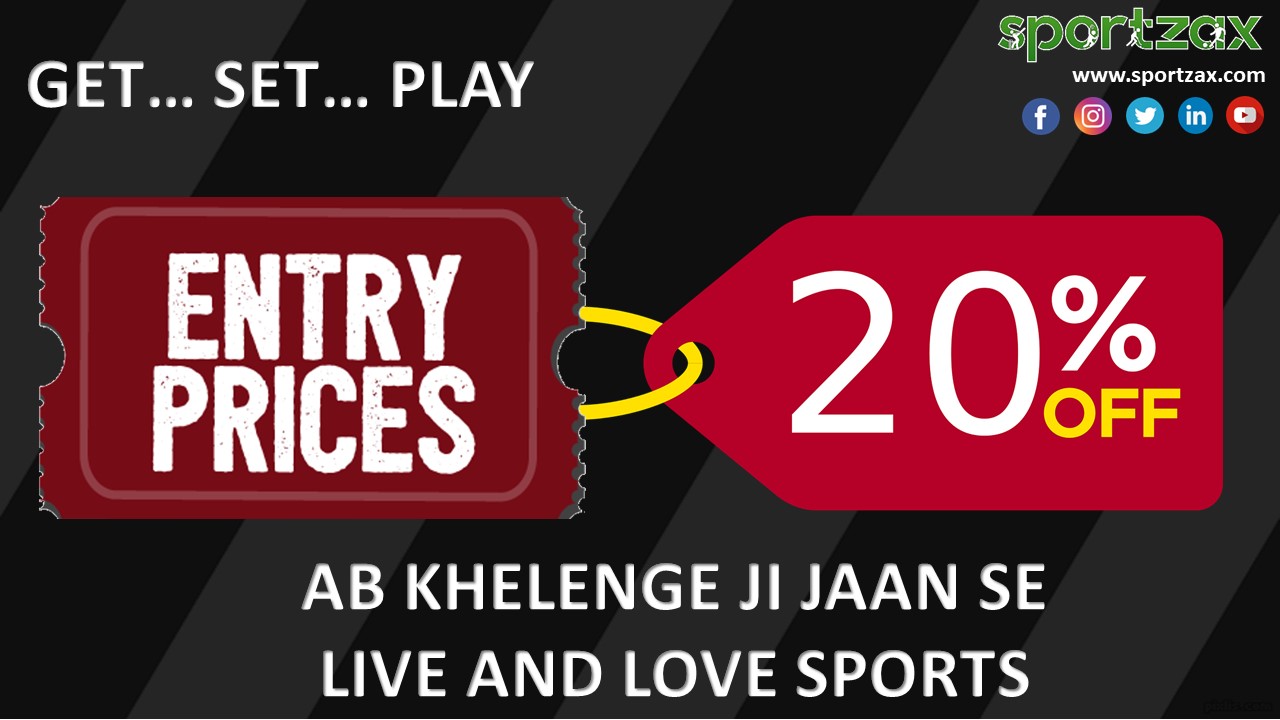 GET... SET... PLAY
sportzax
www.sportzax.com
ENTRY
PRICES
20%
OFF
AB KHELENGE JI JAAN SE
LIVE AND LOVE SPORTS